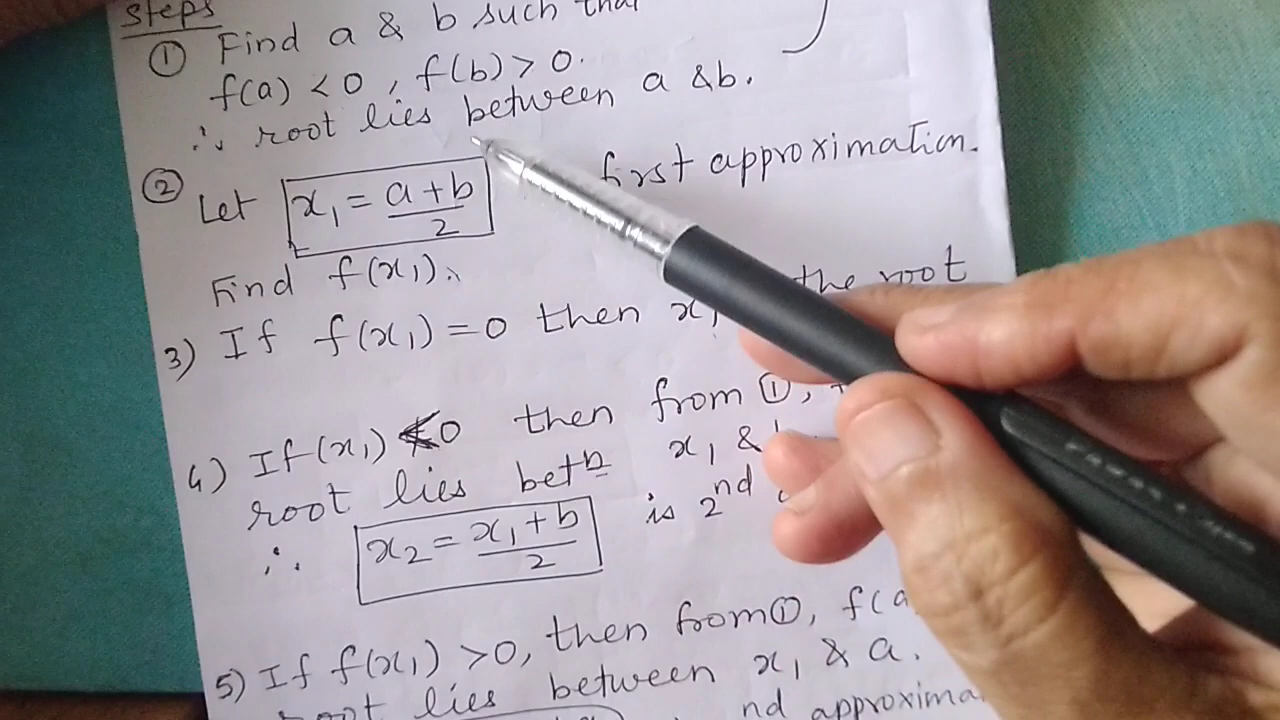 Steps
① Find a & b such that
f(a) < 0 , f(b) > 0.
∴ root lies between a & b.
② Let x₁ = a + b / 2 first approximation.
Find f(x₁).
3) If f(x₁) = 0 then x₁ the root
4) If (x₁) < 0 then from ①,
root lies betⁿ x₁ &
∴ x₂ = x₁ + b / 2 is 2nd
5) If f(x₁) > 0, then from ①, f(a
root lies between x₁ & a.
nd approxima